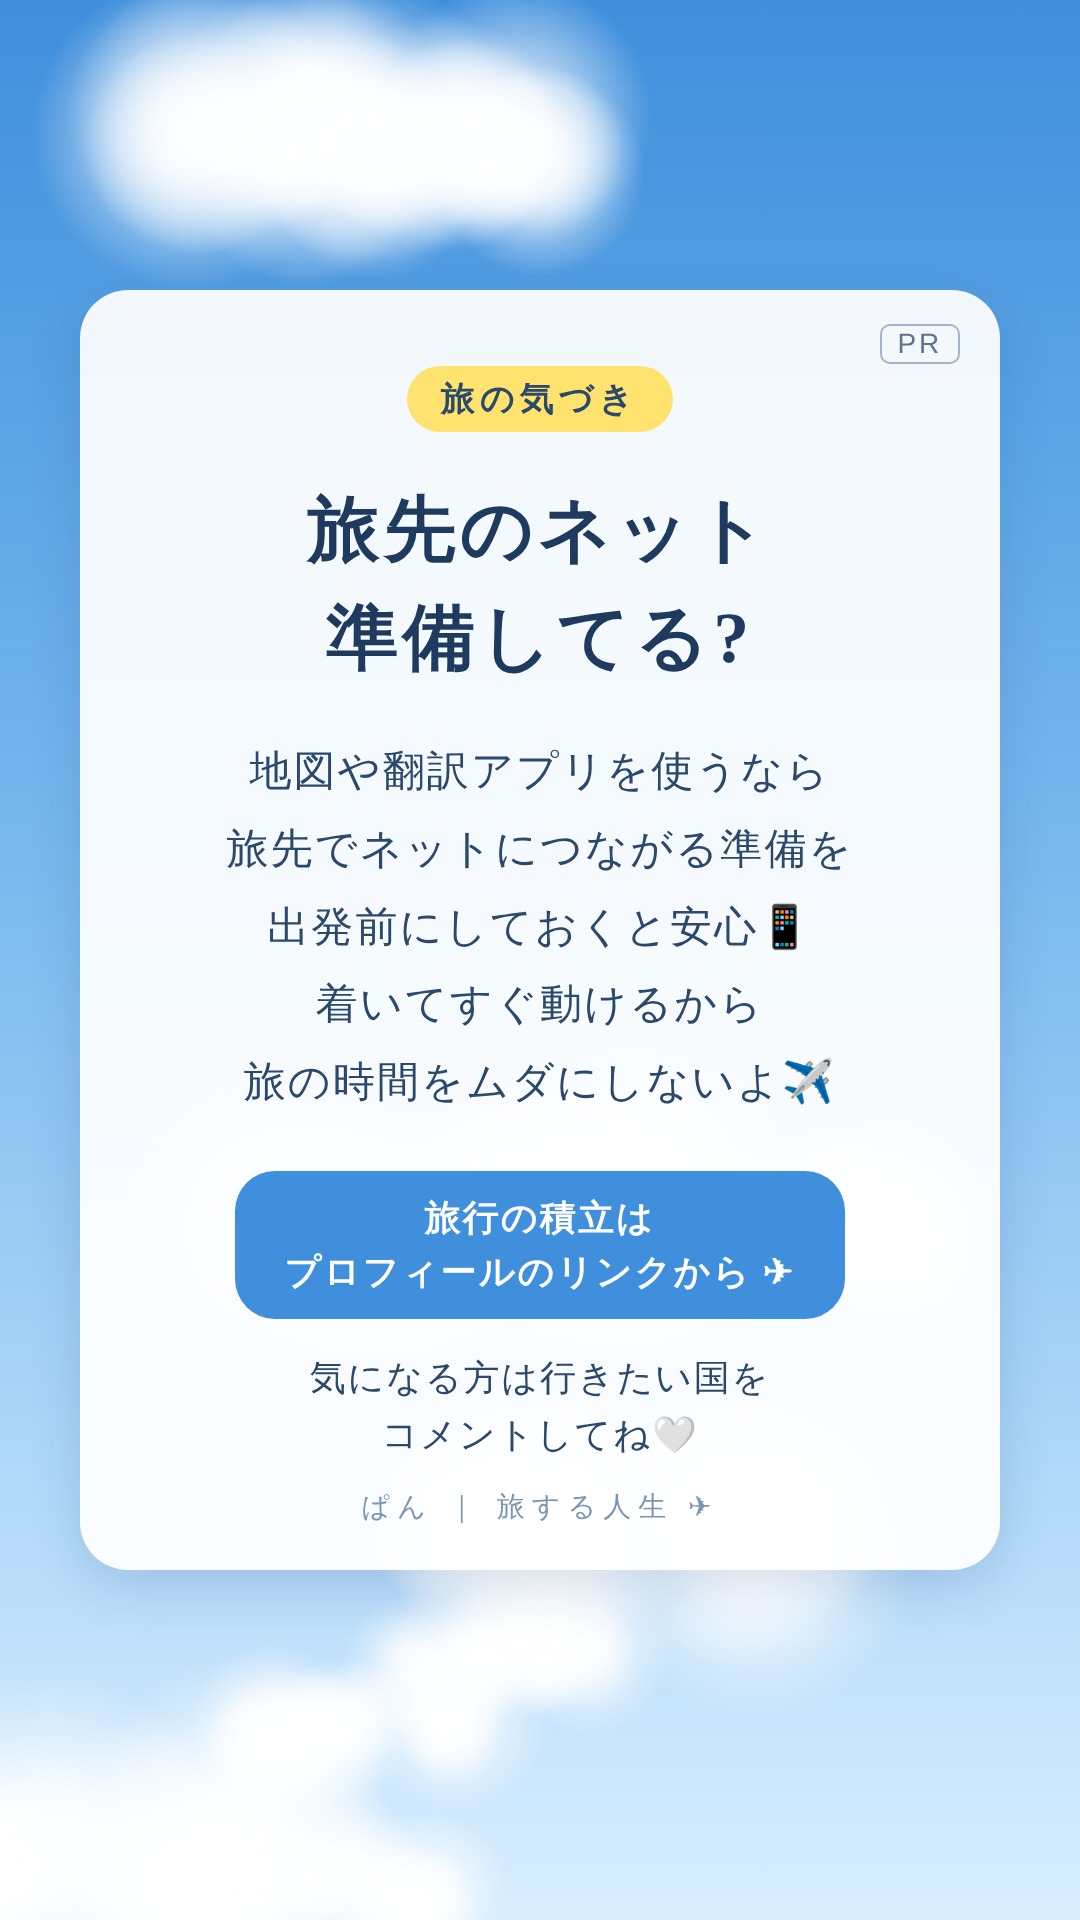 PR
旅の気づき
旅先のネット
準備してる?
地図や翻訳アプリを使うなら
旅先でネットにつながる準備を
出発前にしておくと安心📱
着いてすぐ動けるから
旅の時間をムダにしないよ✈️
旅行の積立は
プロフィールのリンクから ✈
気になる方は行きたい国を
コメントしてね🤍
ぱん ｜ 旅する人生 ✈